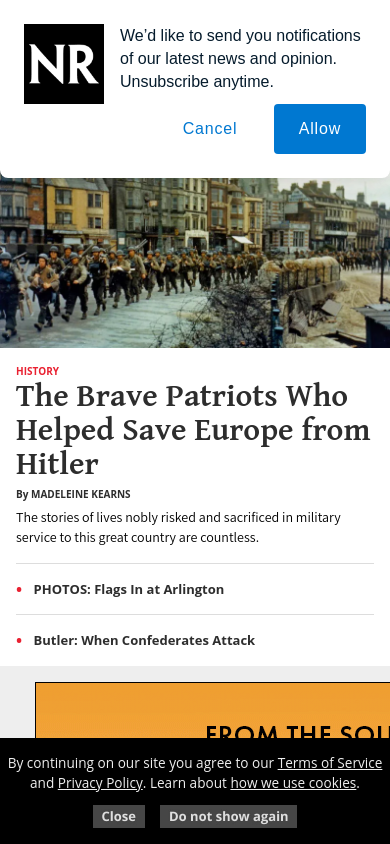 NR
We’d like to send you notifications
of our latest news and opinion.
Unsubscribe anytime.
Cancel
Allow
HISTORY
The Brave Patriots Who
Helped Save Europe from
Hitler
By MADELEINE KEARNS
The stories of lives nobly risked and sacrificed in military
service to this great country are countless.
• PHOTOS: Flags In at Arlington
• Butler: When Confederates Attack
FROM THE
By continuing on our site you agree to our Terms of Service
and Privacy Policy. Learn about how we use cookies.
Close
Do not show again